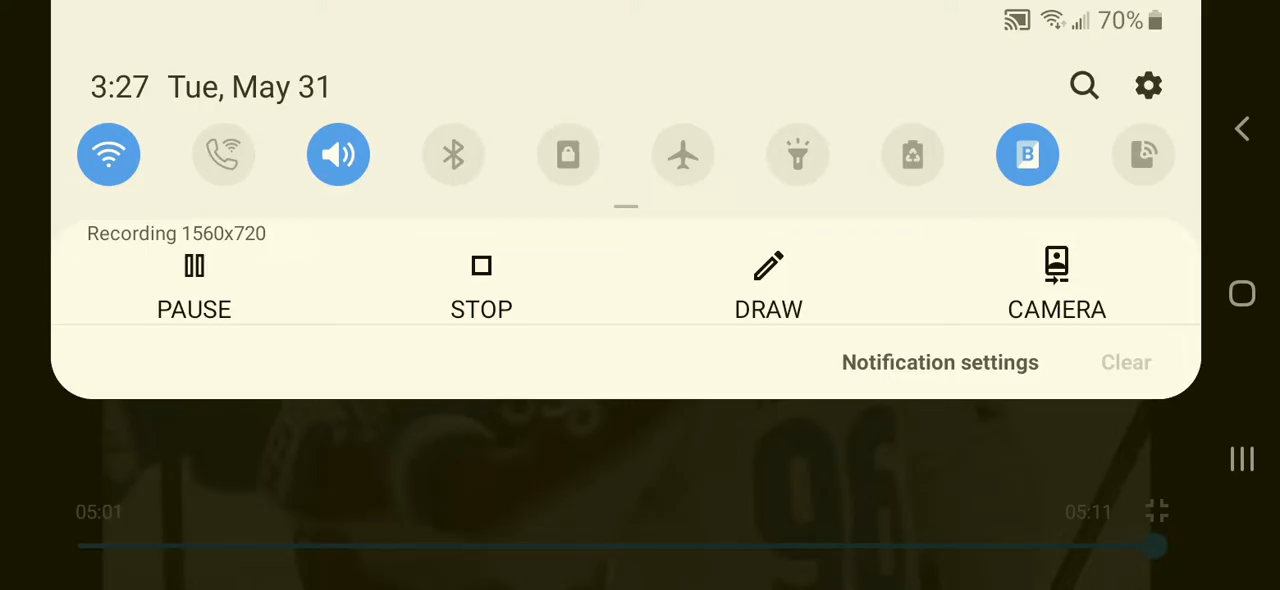 70%
3:27 Tue, May 31
B
Recording 1560x720
PAUSE STOP DRAW CAMERA
Notification settings Clear
96
05:01 05:11